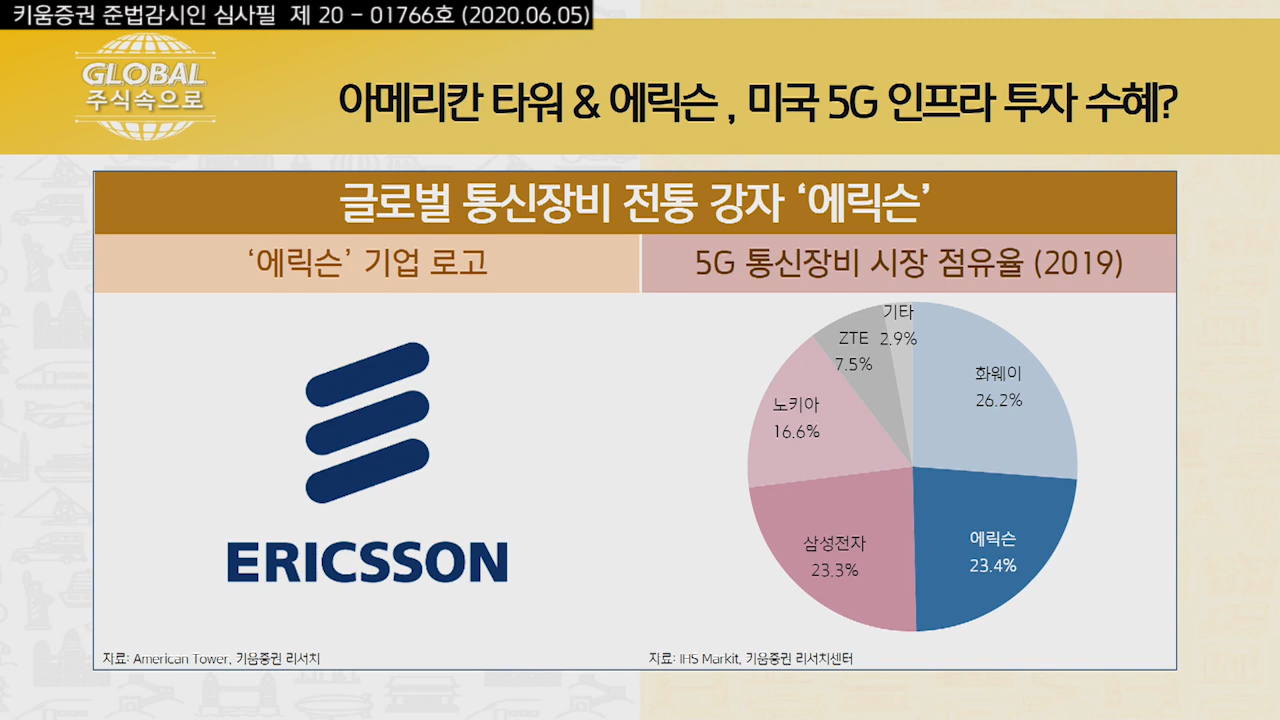 키움증권 준법감시인 심사필 제 20 - 01766호 (2020.06.05)
GLOBAL
주식속으로
아메리칸 타워 & 에릭슨 , 미국 5G 인프라 투자 수혜?
글로벌 통신장비 전통 강자 ‘에릭슨’
‘에릭슨’ 기업 로고
5G 통신장비 시장 점유율 (2019)
ERICSSON
기타
2.9%
ZTE
7.5%
화웨이
26.2%
노키아
16.6%
삼성전자
23.3%
에릭슨
23.4%
자료: American Tower, 키움증권 리서치
자료: IHS Markit, 키움증권 리서치센터